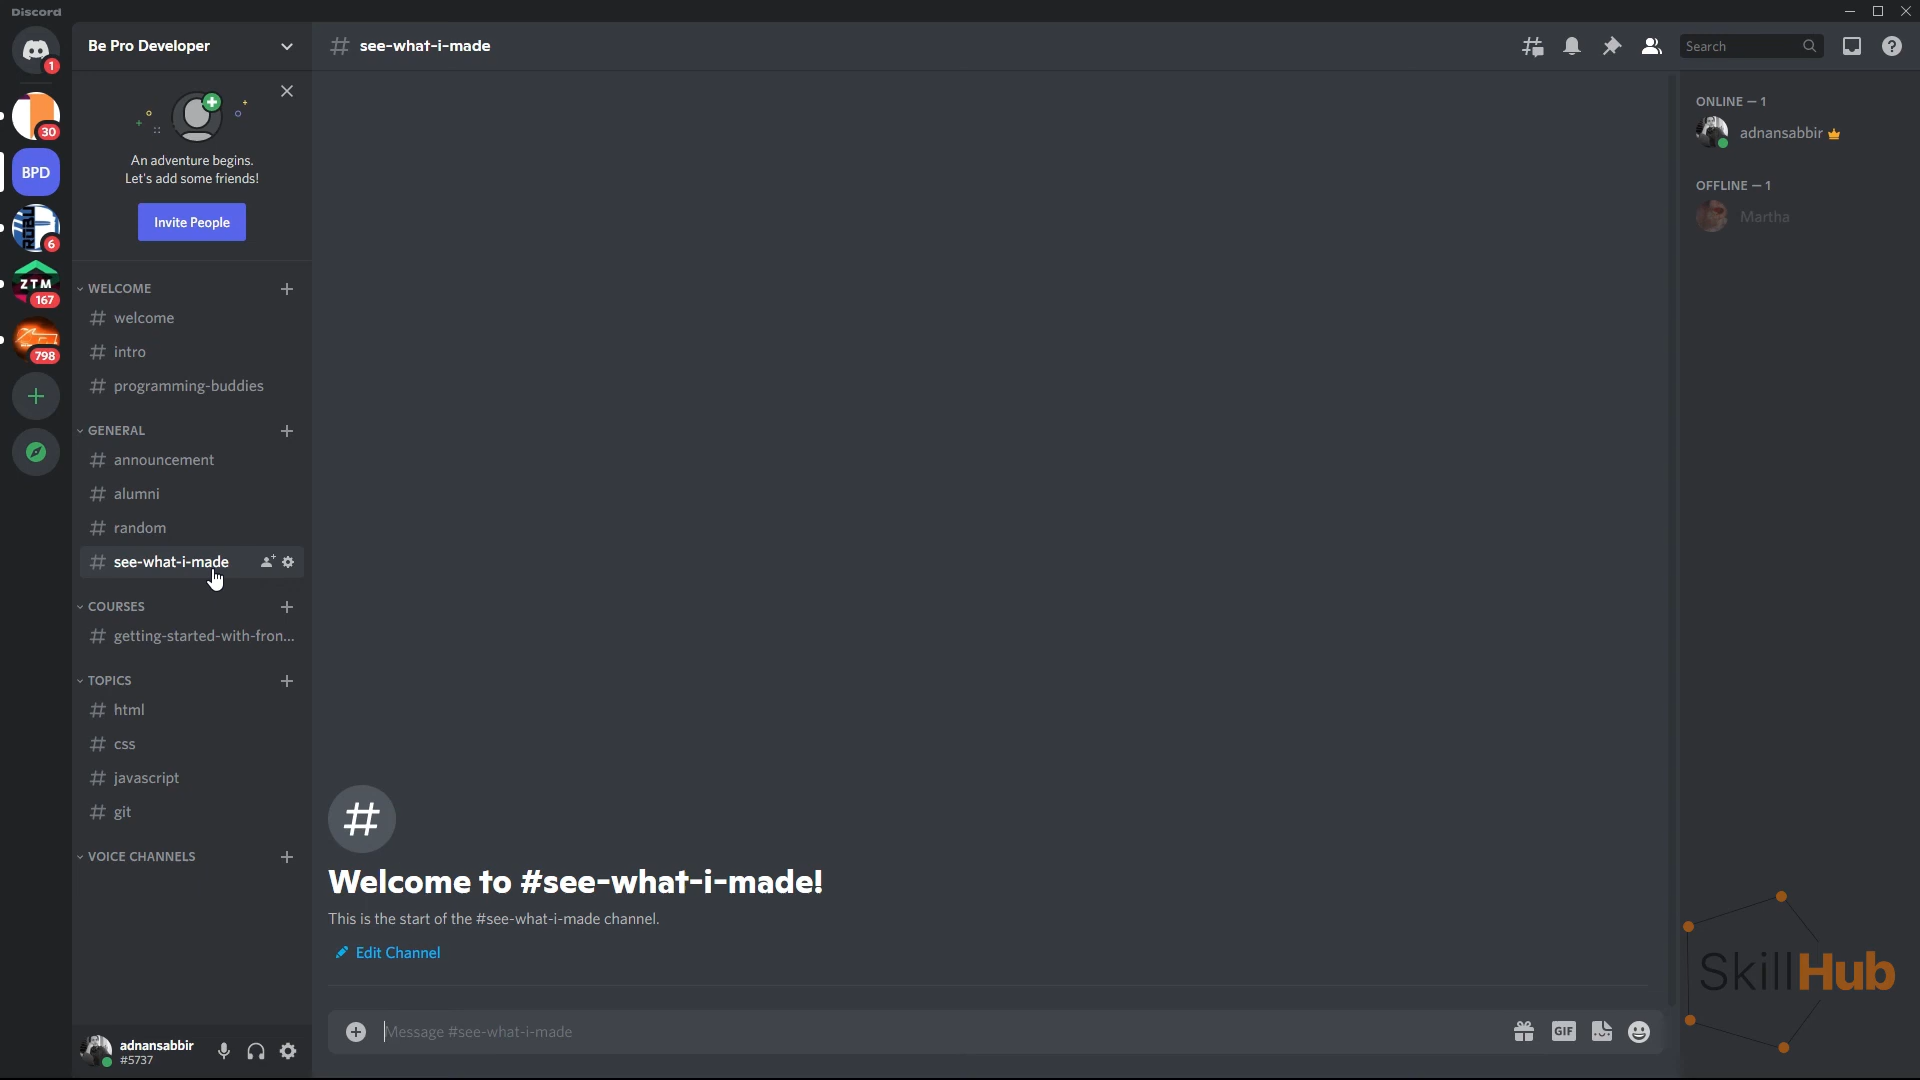 Discord
1
30
BPD
6
ZTM
167
798
Be Pro Developer
An adventure begins.
Let's add some friends!
Invite People
WELCOME
welcome
intro
programming-buddies
GENERAL
announcement
alumni
random
see-what-i-made
COURSES
getting-started-with-fron...
TOPICS
html
css
javascript
git
VOICE CHANNELS
adnansabbir
#5737
# see-what-i-made
Search
#
Welcome to #see-what-i-made!
This is the start of the #see-what-i-made channel.
Edit Channel
Message #see-what-i-made
GIF
ONLINE — 1
adnansabbir
OFFLINE — 1
Martha
SkillHub